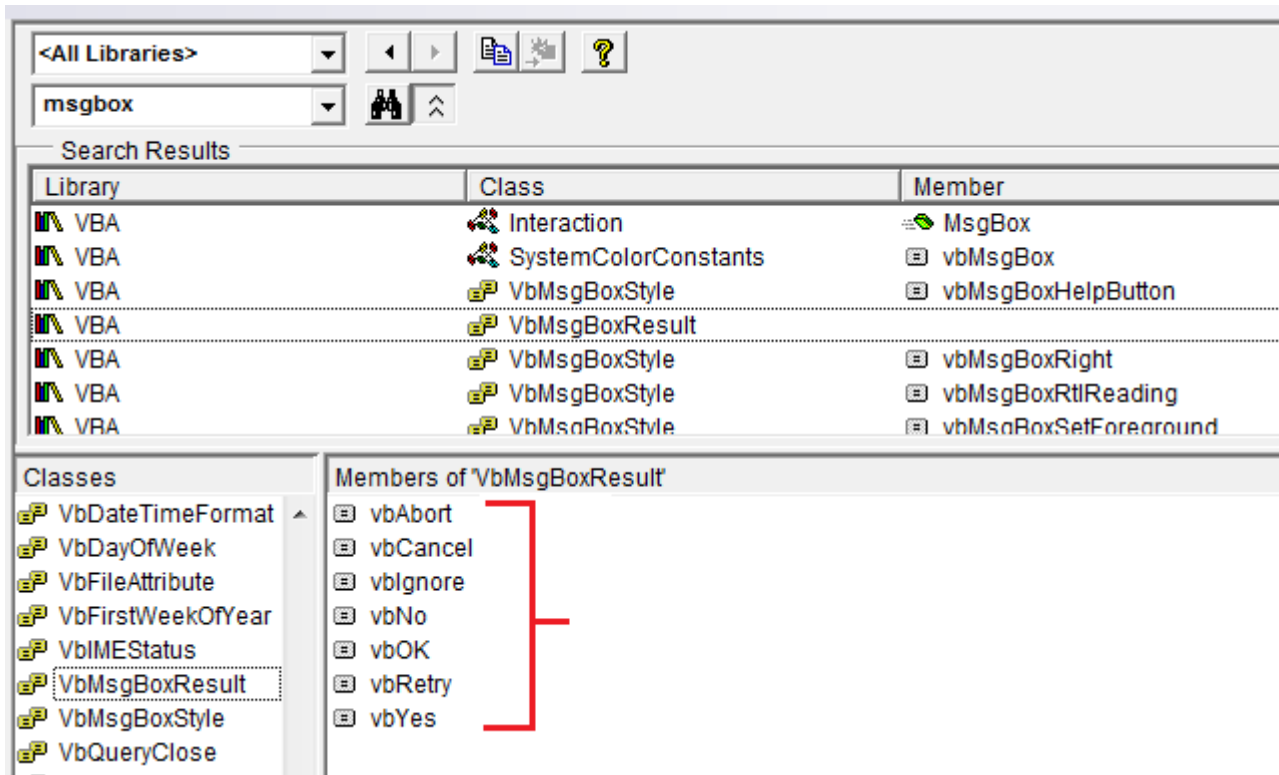 <All Libraries>
msgbox
Search Results
Library Class Member
VBA Interaction MsgBox
VBA SystemColorConstants vbMsgBox
VBA VbMsgBoxStyle vbMsgBoxHelpButton
VBA VbMsgBoxResult
VBA VbMsgBoxStyle vbMsgBoxRight
VBA VbMsgBoxStyle vbMsgBoxRtlReading
VBA VbMsgBoxStyle vbMsgBoxSetForeground
Classes
VbDateTimeFormat
VbDayOfWeek
VbFileAttribute
VbFirstWeekOfYear
VbIMEStatus
VbMsgBoxResult
VbMsgBoxStyle
VbQueryClose
Members of 'VbMsgBoxResult'
vbAbort
vbCancel
vbIgnore
vbNo
vbOK
vbRetry
vbYes